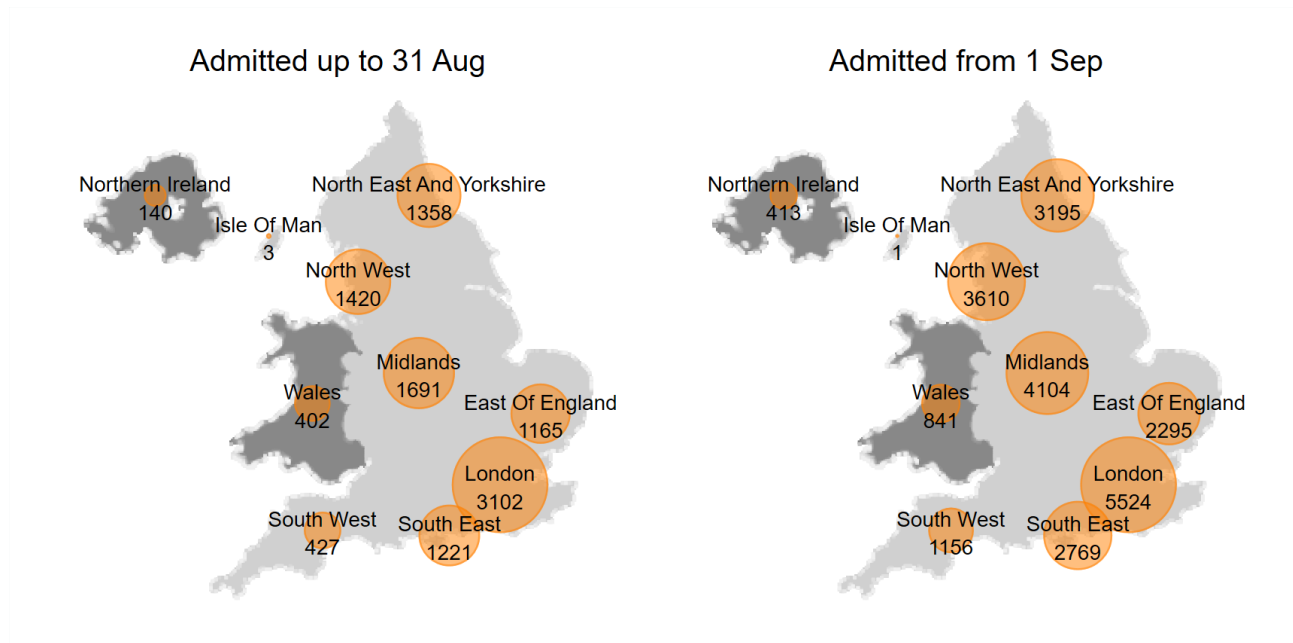 Admitted up to 31 Aug
Northern Ireland
140
North East And Yorkshire
1358
Isle Of Man
3
North West
1420
Midlands
1691
Wales
402
East Of England
1165
London
3102
South West
427
South East
1221
Admitted from 1 Sep
Northern Ireland
413
North East And Yorkshire
3195
Isle Of Man
1
North West
3610
Midlands
4104
Wales
841
East Of England
2295
London
5524
South West
1156
South East
2769